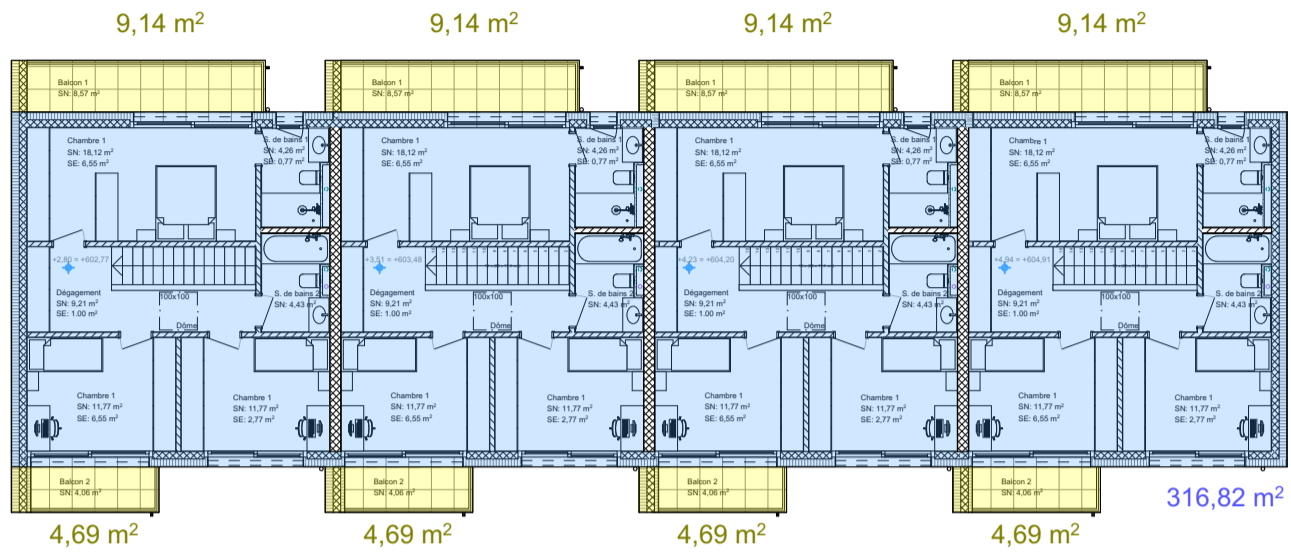 9,14 m²
9,14 m²
9,14 m²
9,14 m²
Balcon 1
SN: 8,57 m²
Balcon 1
SN: 8,57 m²
Balcon 1
SN: 8,57 m²
Balcon 1
SN: 8,57 m²
Chambre 1
SN: 18,12 m²
SE: 6,55 m²
S. de bains 1
SN: 4,26 m²
SE: 0,77 m²
Chambre 1
SN: 18,12 m²
SE: 6,55 m²
S. de bains 1
SN: 4,26 m²
SE: 0,77 m²
Chambre 1
SN: 18,12 m²
SE: 6,55 m²
S. de bains 1
SN: 4,26 m²
SE: 0,77 m²
Chambre 1
SN: 18,12 m²
SE: 6,55 m²
S. de bains 1
SN: 4,26 m²
SE: 0,77 m²
+2,80 = +602,77
+3,51 = +603,48
+4,23 = +604,20
+4,94 = +604,91
Dégagement
SN: 9,21 m²
SE: 1.00 m²
100x100
Dôme
S. de bains 2
SN: 4,43 m²
Dégagement
SN: 9,21 m²
SE: 1.00 m²
100x100
Dôme
S. de bains 2
SN: 4,43 m²
Dégagement
SN: 9,21 m²
SE: 1.00 m²
100x100
Dôme
S. de bains 2
SN: 4,43 m²
Dégagement
SN: 9,21 m²
SE: 1.00 m²
100x100
Dôme
S. de bains 2
SN: 4,43 m²
Chambre 1
SN: 11,77 m²
SE: 6,55 m²
Chambre 1
SN: 11,77 m²
SE: 2,77 m²
Chambre 1
SN: 11,77 m²
SE: 6,55 m²
Chambre 1
SN: 11,77 m²
SE: 2,77 m²
Chambre 1
SN: 11,77 m²
SE: 6,55 m²
Chambre 1
SN: 11,77 m²
SE: 2,77 m²
Chambre 1
SN: 11,77 m²
SE: 6,55 m²
Chambre 1
SN: 11,77 m²
SE: 2,77 m²
Balcon 2
SN: 4,06 m²
Balcon 2
SN: 4,06 m²
Balcon 2
SN: 4,06 m²
Balcon 2
SN: 4,06 m²
316,82 m²
4,69 m²
4,69 m²
4,69 m²
4,69 m²